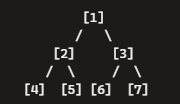 [1]
/ \
[2] [3]
/ \ / \
[4] [5] [6] [7]